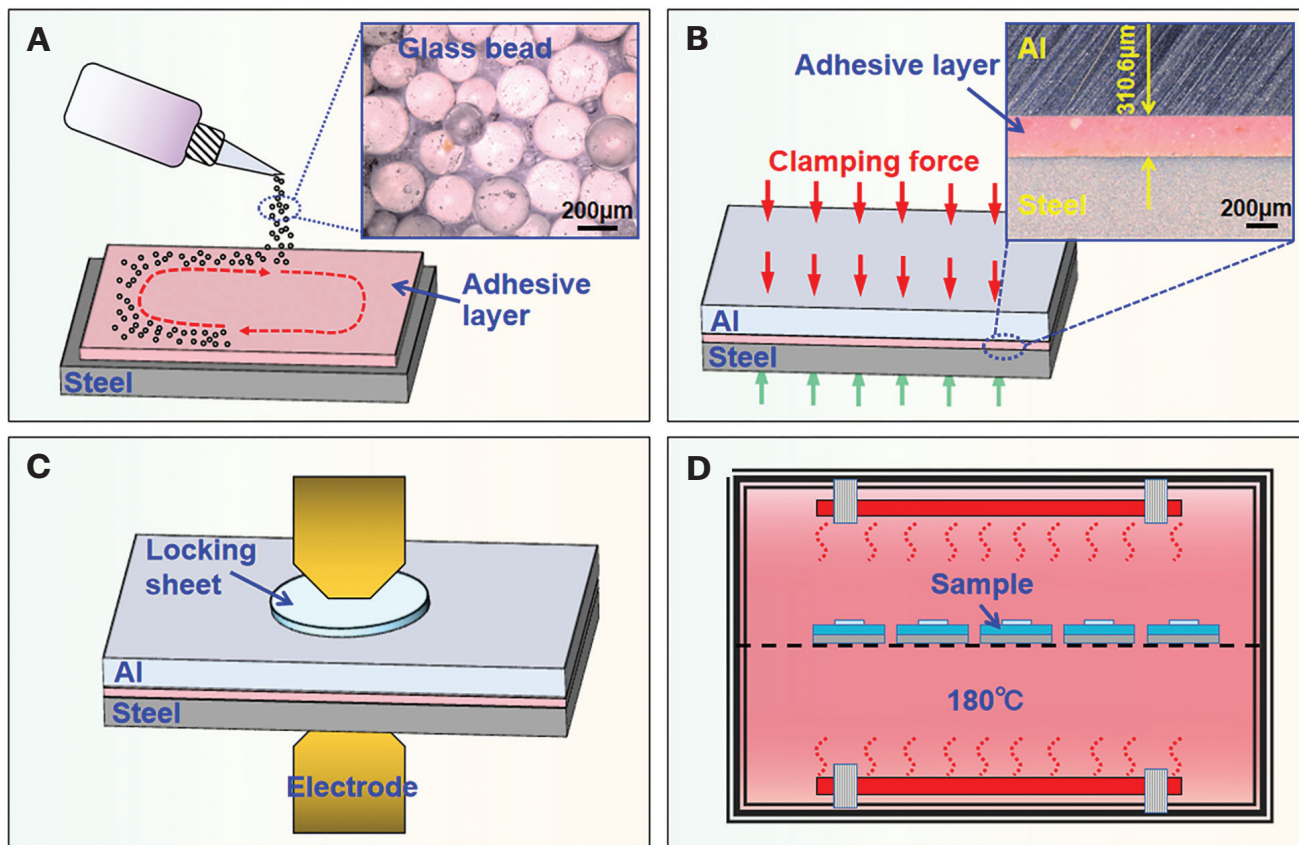 A
Glass bead
200μm
Adhesive
layer
Steel
B
Al
Adhesive layer
310.6μm
Clamping force
Steel
200μm
Al
Steel
C
Locking
sheet
Al
Steel
Electrode
D
Sample
180℃